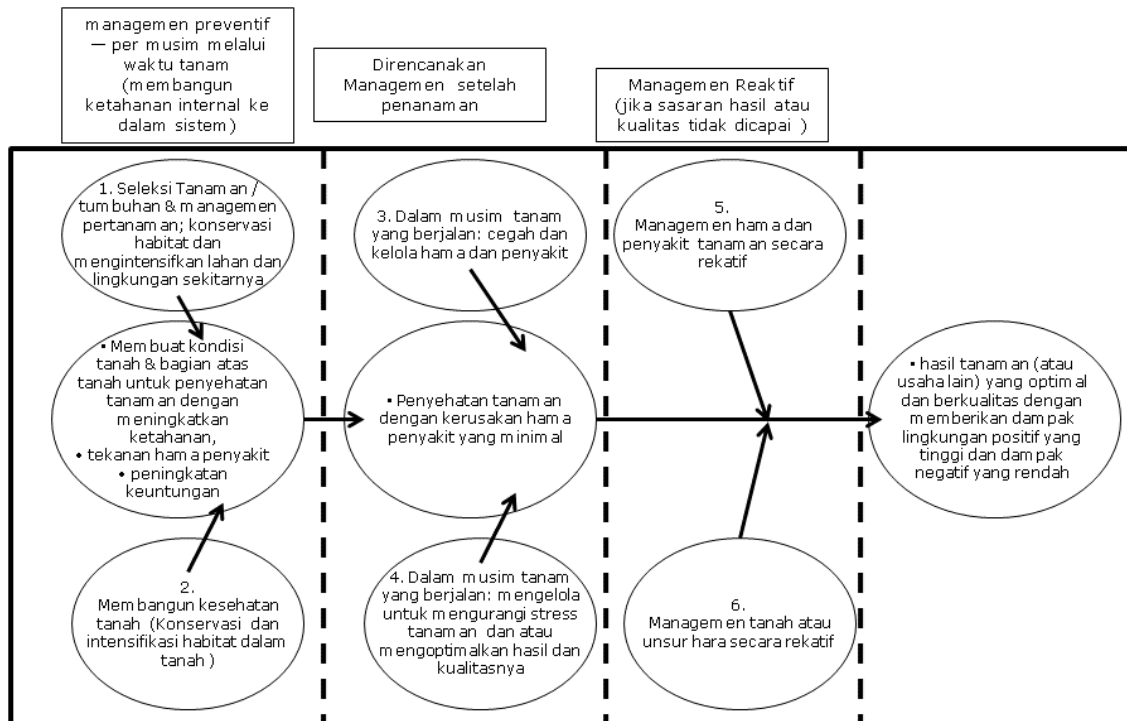 management preventif
— per musim melalui
waktu tanam
(membangun
ketahanan internal ke
dalam sistem)
Direncanakan
Managemen setelah
penanaman
Managemen Reaktif
(jika sasaran hasil atau
kualitas tidak dicapai )
1. Seleksi Tanaman /
tumbuhan & managemen
pertanaman; konservasi
habitat dan
mengintensifkan lahan dan
lingkungan sekitarnya
3. Dalam musim tanam
yang berjalan: cegah dan
kelola hama dan penyakit
5.
Managemen hama dan
penyakit tanaman secara
rekatif
• Membuat kondisi
tanah & bagian atas
tanah untuk penyehatan
tanaman dengan
meningkatkan
ketahanan,
• tekanan hama penyakit
• peningkatan
keuntungan
• Penyehatan tanaman
dengan kerusakan hama
penyakit yang minimal
• hasil tanaman (atau
usaha lain) yang optimal
dan berkualitas dengan
memberikan dampak
lingkungan positif yang
tinggi dan dampak
negatif yang rendah
2.
Membangun kesehatan
tanah (Konservasi dan
intensifikasi habitat dalam
tanah )
4. Dalam musim tanam
yang berjalan: mengelola
untuk mengurangi stress
tanaman dan atau
mengoptimalkan hasil dan
kualitasnya
6.
Managemen tanah atau
unsur hara secara rekatif